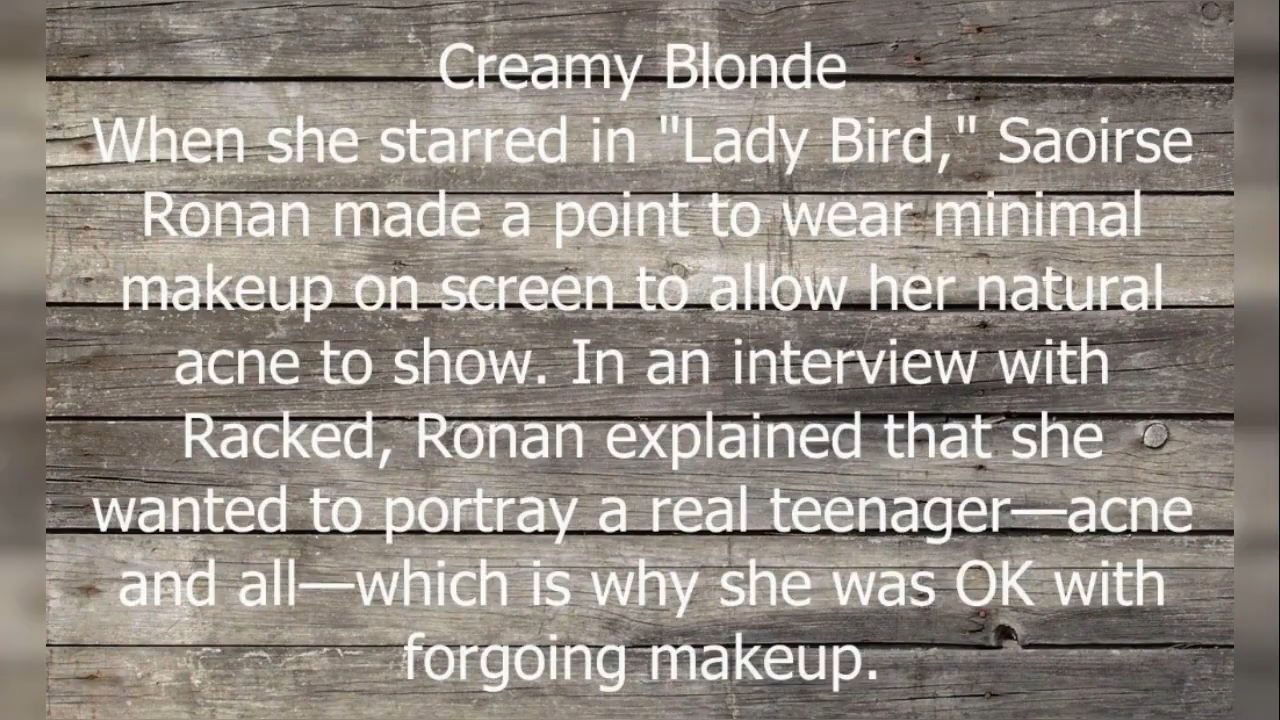 Creamy Blonde
When she starred in "Lady Bird," Saoirse
Ronan made a point to wear minimal
makeup on screen to allow her natural
acne to show. In an interview with
Racked, Ronan explained that she
wanted to portray a real teenager—acne
and all—which is why she was OK with
forgoing makeup.